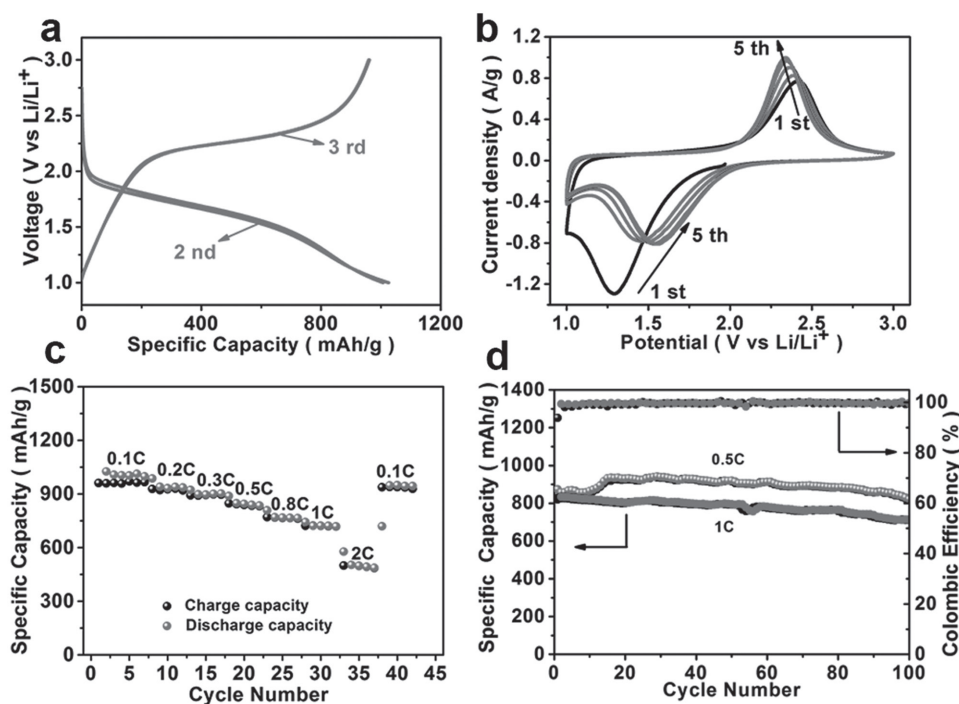 a
3.0
2.5
2.0
1.5
1.0
Voltage ( V vs Li/Li+ )
3 rd
2 nd
0
400
800
1200
Specific Capacity ( mAh/g )
b
1.2
0.8
0.4
0.0
-0.4
-0.8
-1.2
Current density ( A/g )
5 th
1 st
5 th
1 st
1.0
1.5
2.0
2.5
3.0
Potential ( V vs Li/Li+ )
c
1500
1200
900
600
300
0
Specific Capacity ( mAh/g )
0.1C
0.2C
0.3C
0.5C
0.8C
1C
2C
0.1C
Charge capacity
Discharge capacity
0 5 10 15 20 25 30 35 40 45
Cycle Number
d
1400
1200
1000
800
600
400
200
0
Specific Capacity ( mAh/g )
0.5C
1C
100
80
60
40
20
0
Colombic Efficiency ( % )
0 20 40 60 80 100
Cycle Number